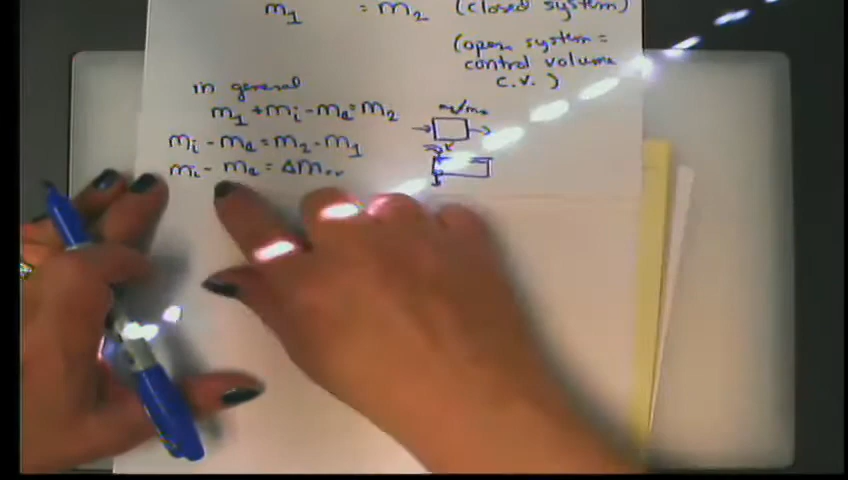 m₁ = m₂ (closed system)
(open system =
control volume
c.v. )
in general
m₁ + mᵢ - mₑ = m₂
mᵢ - mₑ = m₂ - m₁
mᵢ - mₑ = Δm